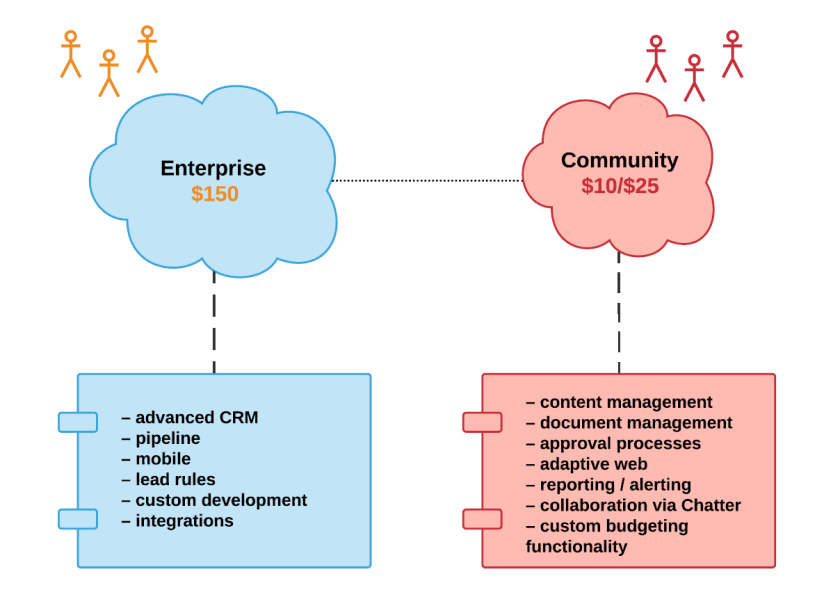 Enterprise
$150
Community
$10/$25
– advanced CRM
– pipeline
– mobile
– lead rules
– custom development
– integrations
– content management
– document management
– approval processes
– adaptive web
– reporting / alerting
– collaboration via Chatter
– custom budgeting
functionality